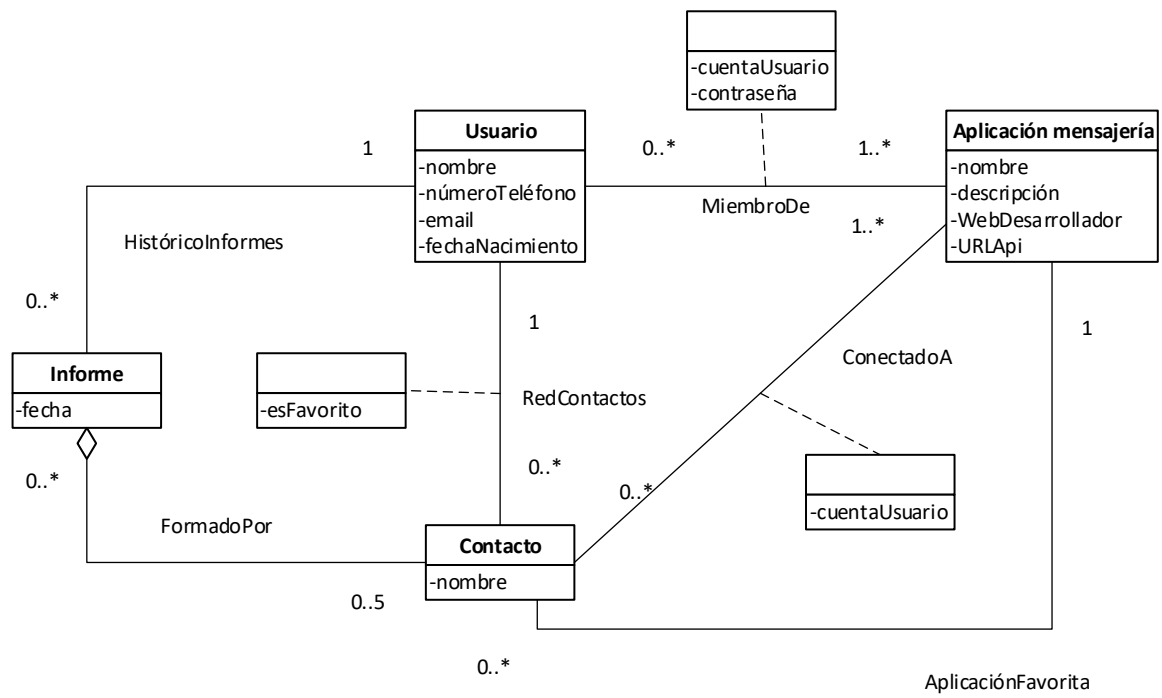 -cuentaUsuario
-contraseña
Usuario
-nombre
-númeroTeléfono
-email
-fechaNacimiento
Aplicación mensajería
-nombre
-descripción
-WebDesarrollador
-URLApi
1
0..*
1..*
MiembroDe
1..*
HistóricoInformes
0..*
1
1
ConectadoA
Informe
-fecha
-esFavorito
RedContactos
0..*
0..*
0..*
-cuentaUsuario
FormadoPor
Contacto
-nombre
0..5
0..*
AplicaciónFavorita